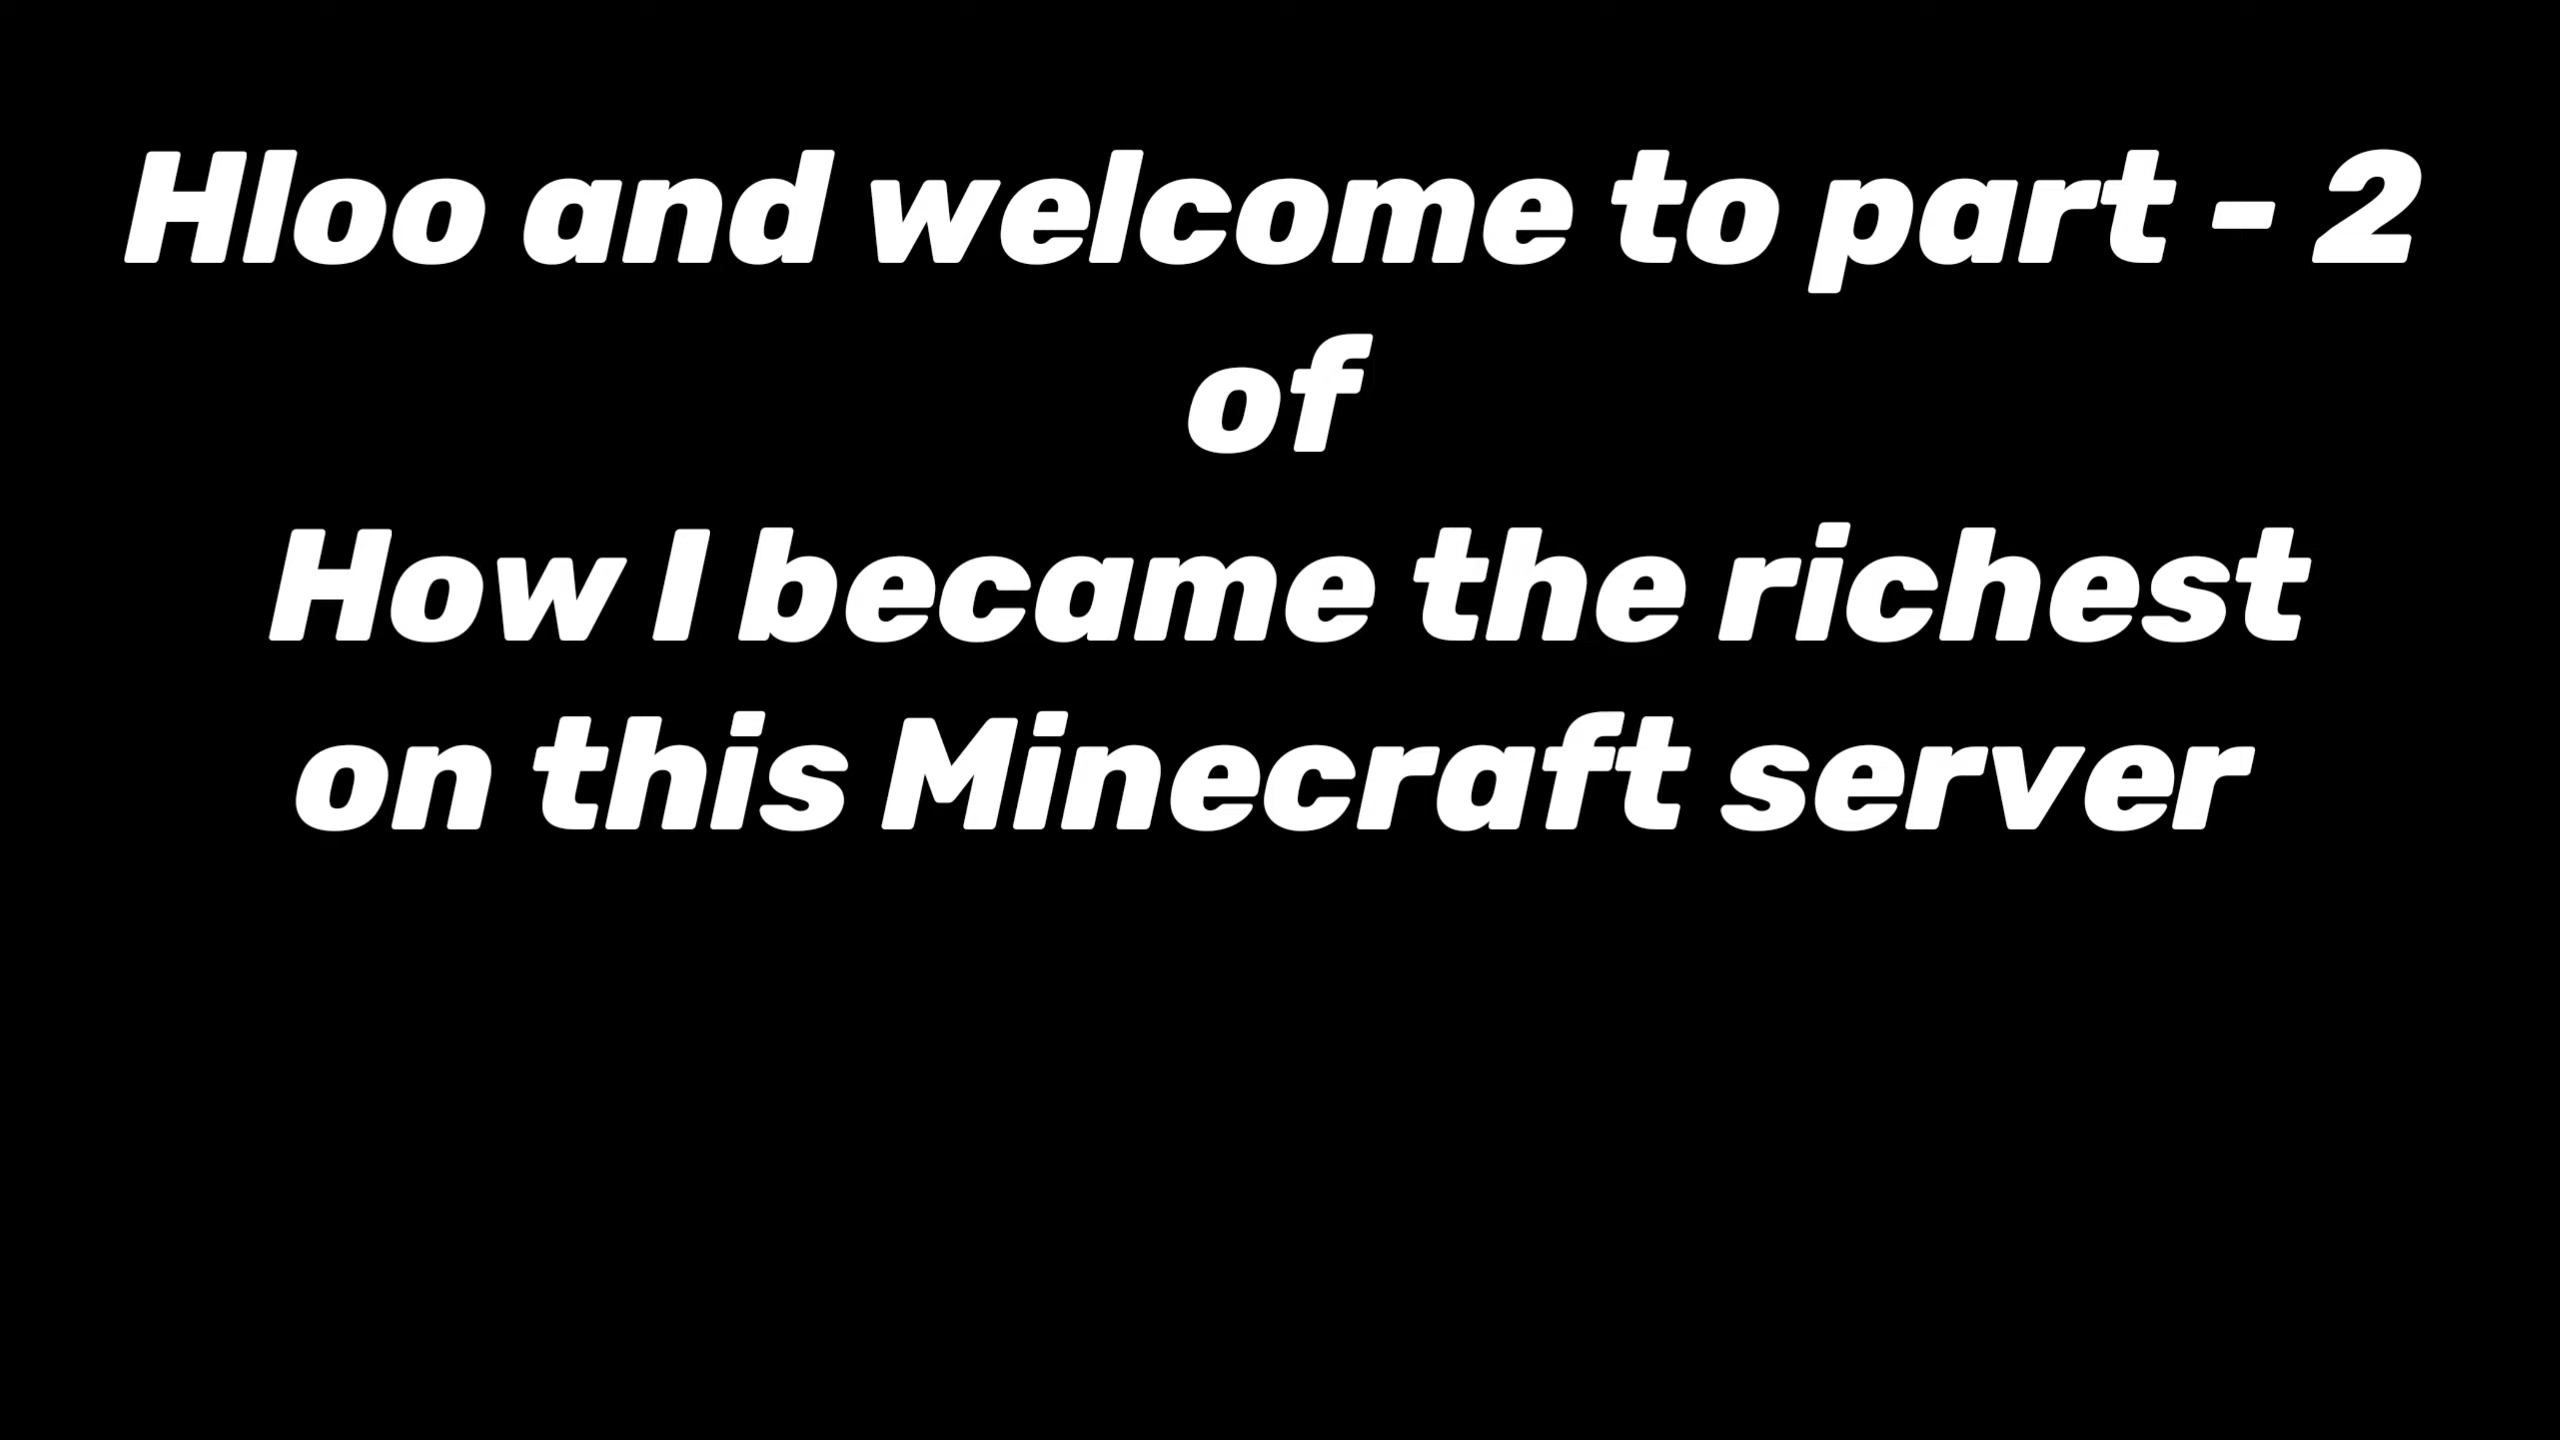 Hloo and welcome to part - 2
of
How I became the richest
on this Minecraft server